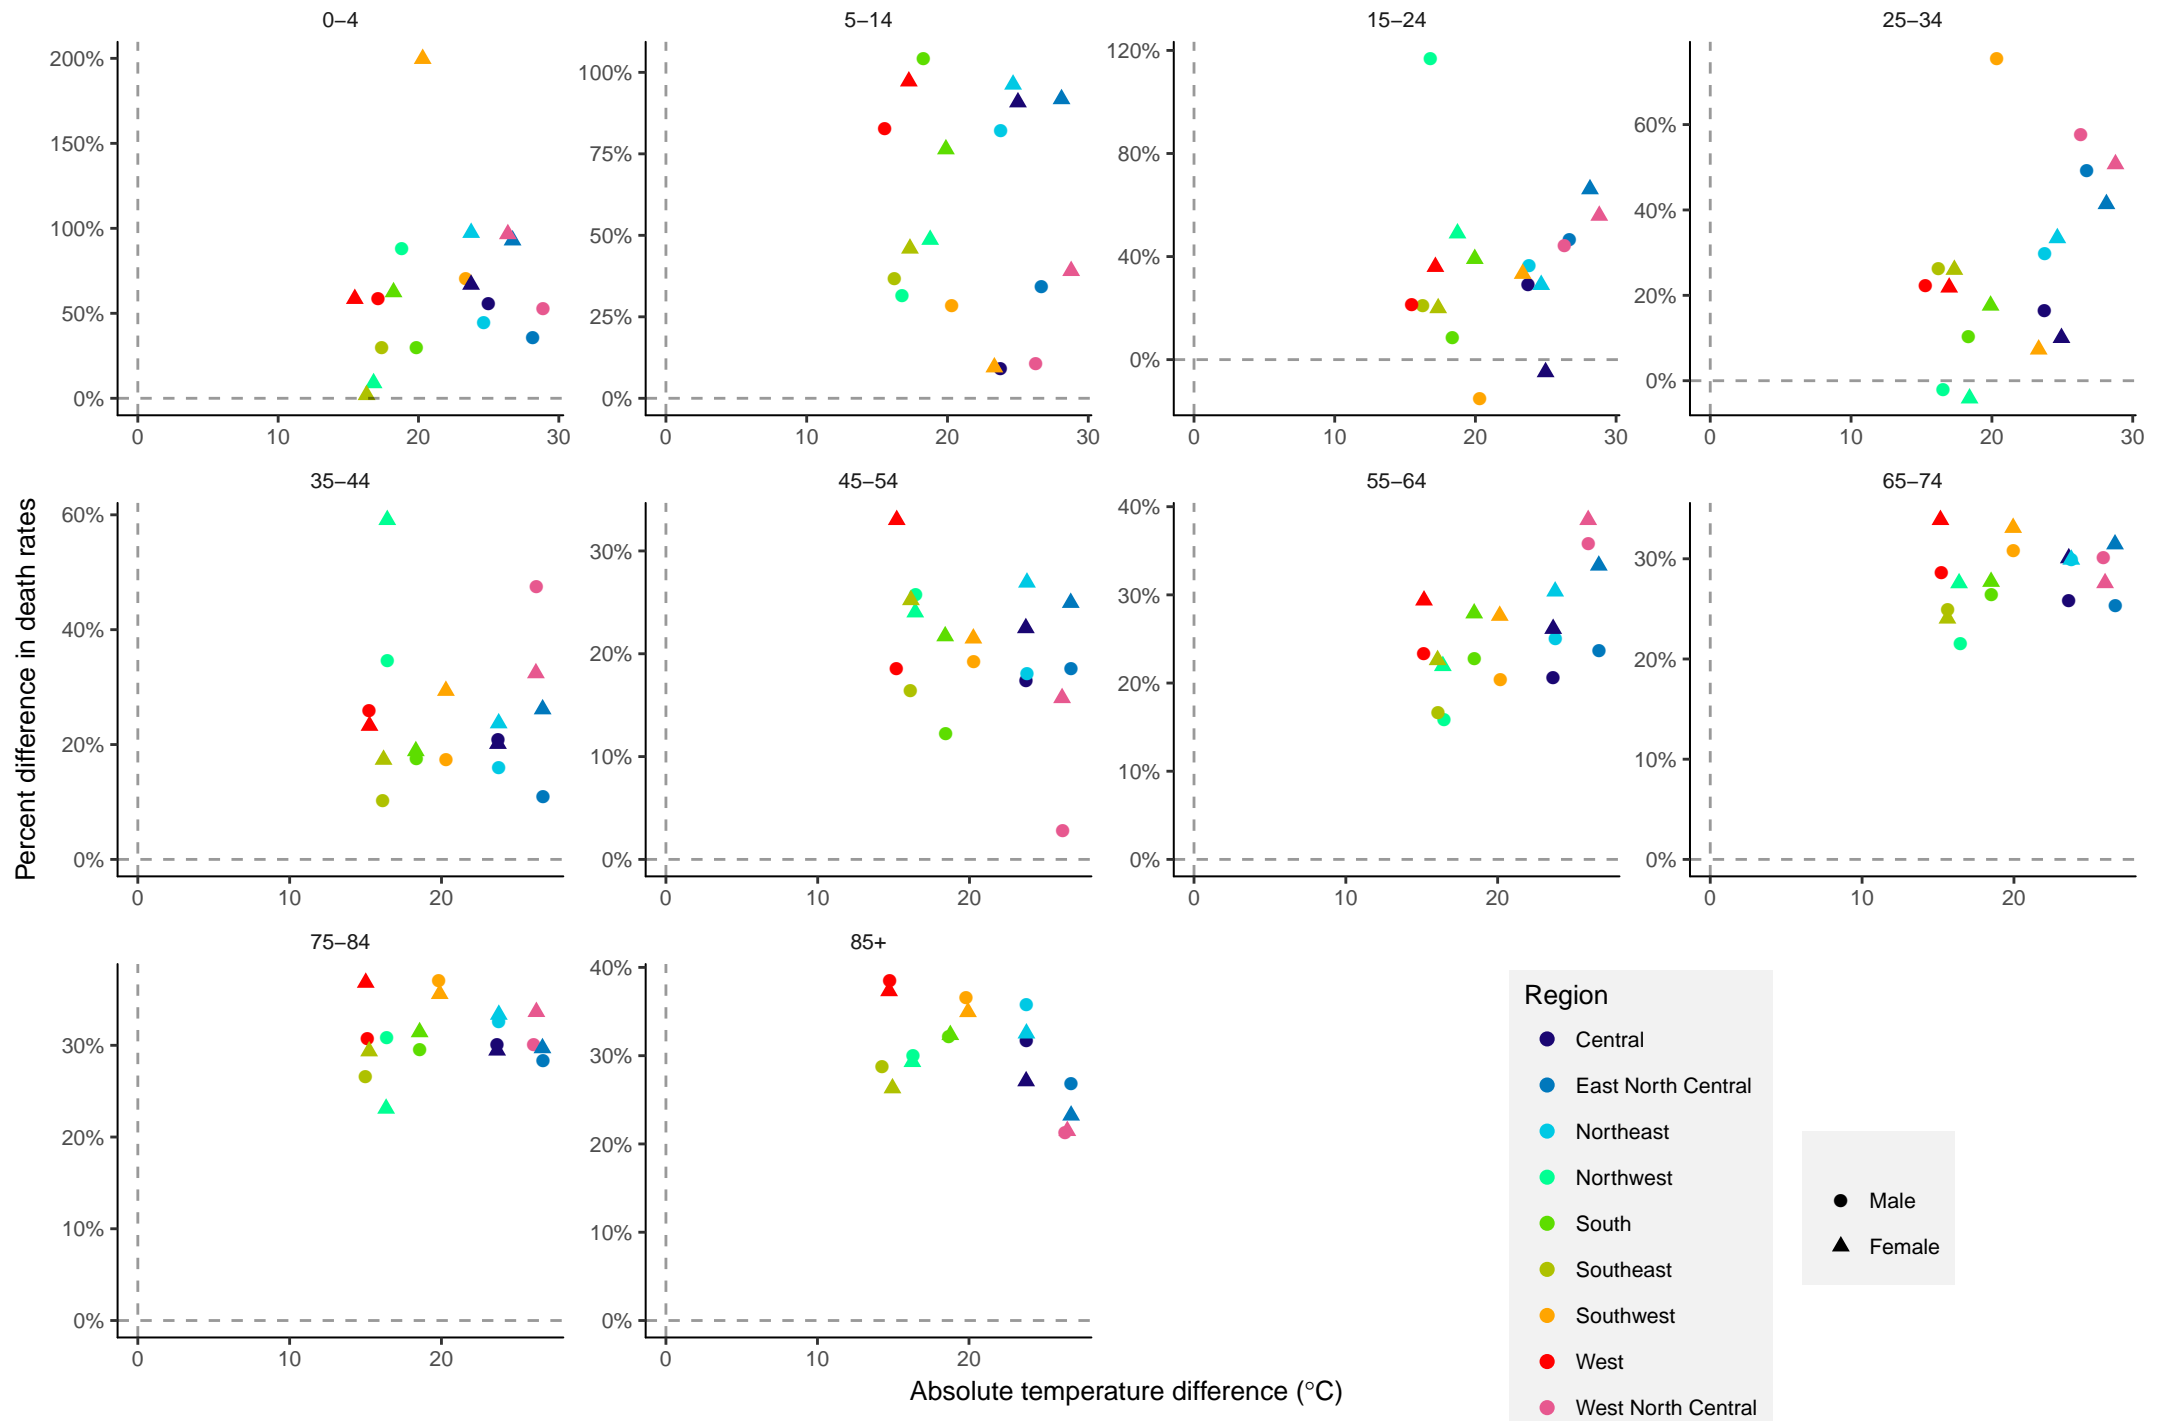 0–4 5–14 15–24 25–34
200%
150%
100%
50%
0%
0 10 20 30
100%
75%
50%
25%
0%
0 10 20 30
120%
80%
40%
0%
0 10 20 30
60%
40%
20%
0%
0 10 20 30
Percent difference in death rates
35–44 45–54 55–64 65–74
60%
40%
20%
0%
0 10 20
30%
20%
10%
0%
0 10 20
40%
30%
20%
10%
0%
0 10 20
30%
20%
10%
0%
0 10 20
75–84 85+
30%
20%
10%
0%
0 10 20
40%
30%
20%
10%
0%
0 10 20
Absolute temperature difference (°C)
Region
Central
East North Central
Northeast
Northwest
South
Southeast
Southwest
West
West North Central
Male
Female